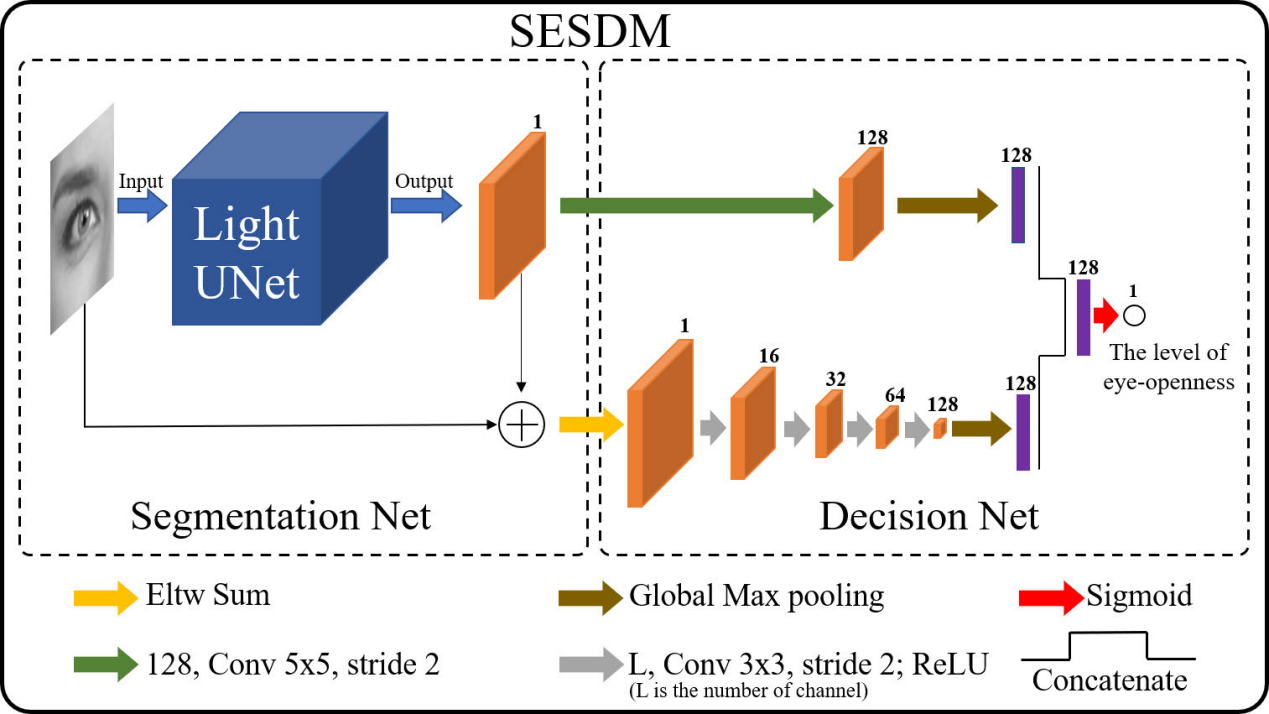 SESDM
1
128
128
Input
Output
Light
UNet
128
1
1
16
32
64
128
128
The level of
eye-openness
Segmentation Net
Decision Net
Eltw Sum
Global Max pooling
Sigmoid
128, Conv 5x5, stride 2
L, Conv 3x3, stride 2; ReLU
(L is the number of channel)
Concatenate